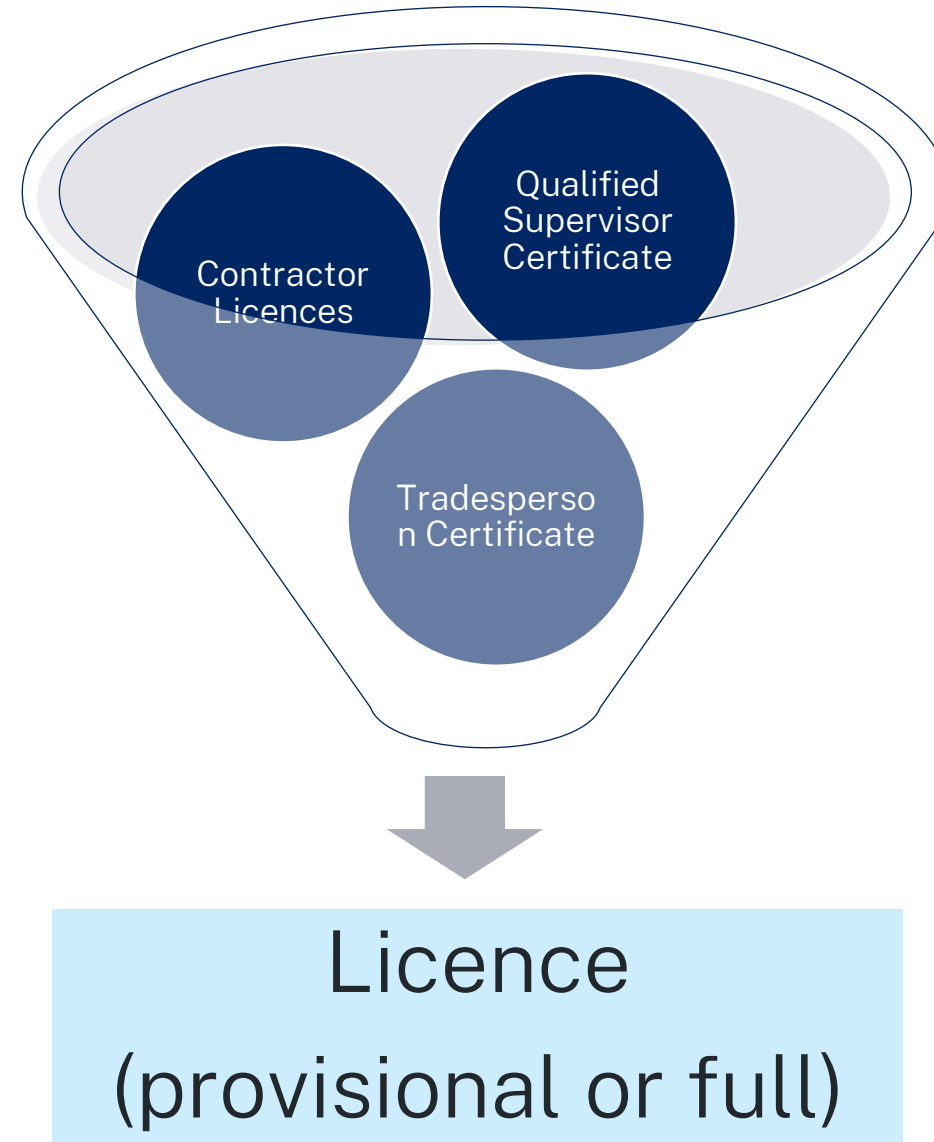 Qualified
Supervisor
Certificate
Contractor
Licences
Tradesperso
n Certificate
Licence
(provisional or full)